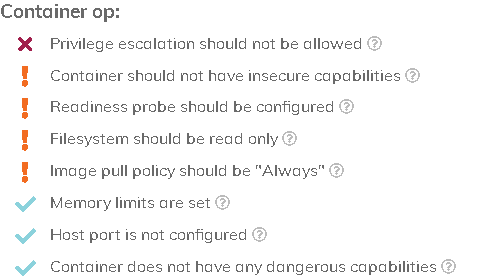 Container op:
Privilege escalation should not be allowed
Container should not have insecure capabilities
Readiness probe should be configured
Filesystem should be read only
Image pull policy should be "Always"
Memory limits are set
Host port is not configured
Container does not have any dangerous capabilities